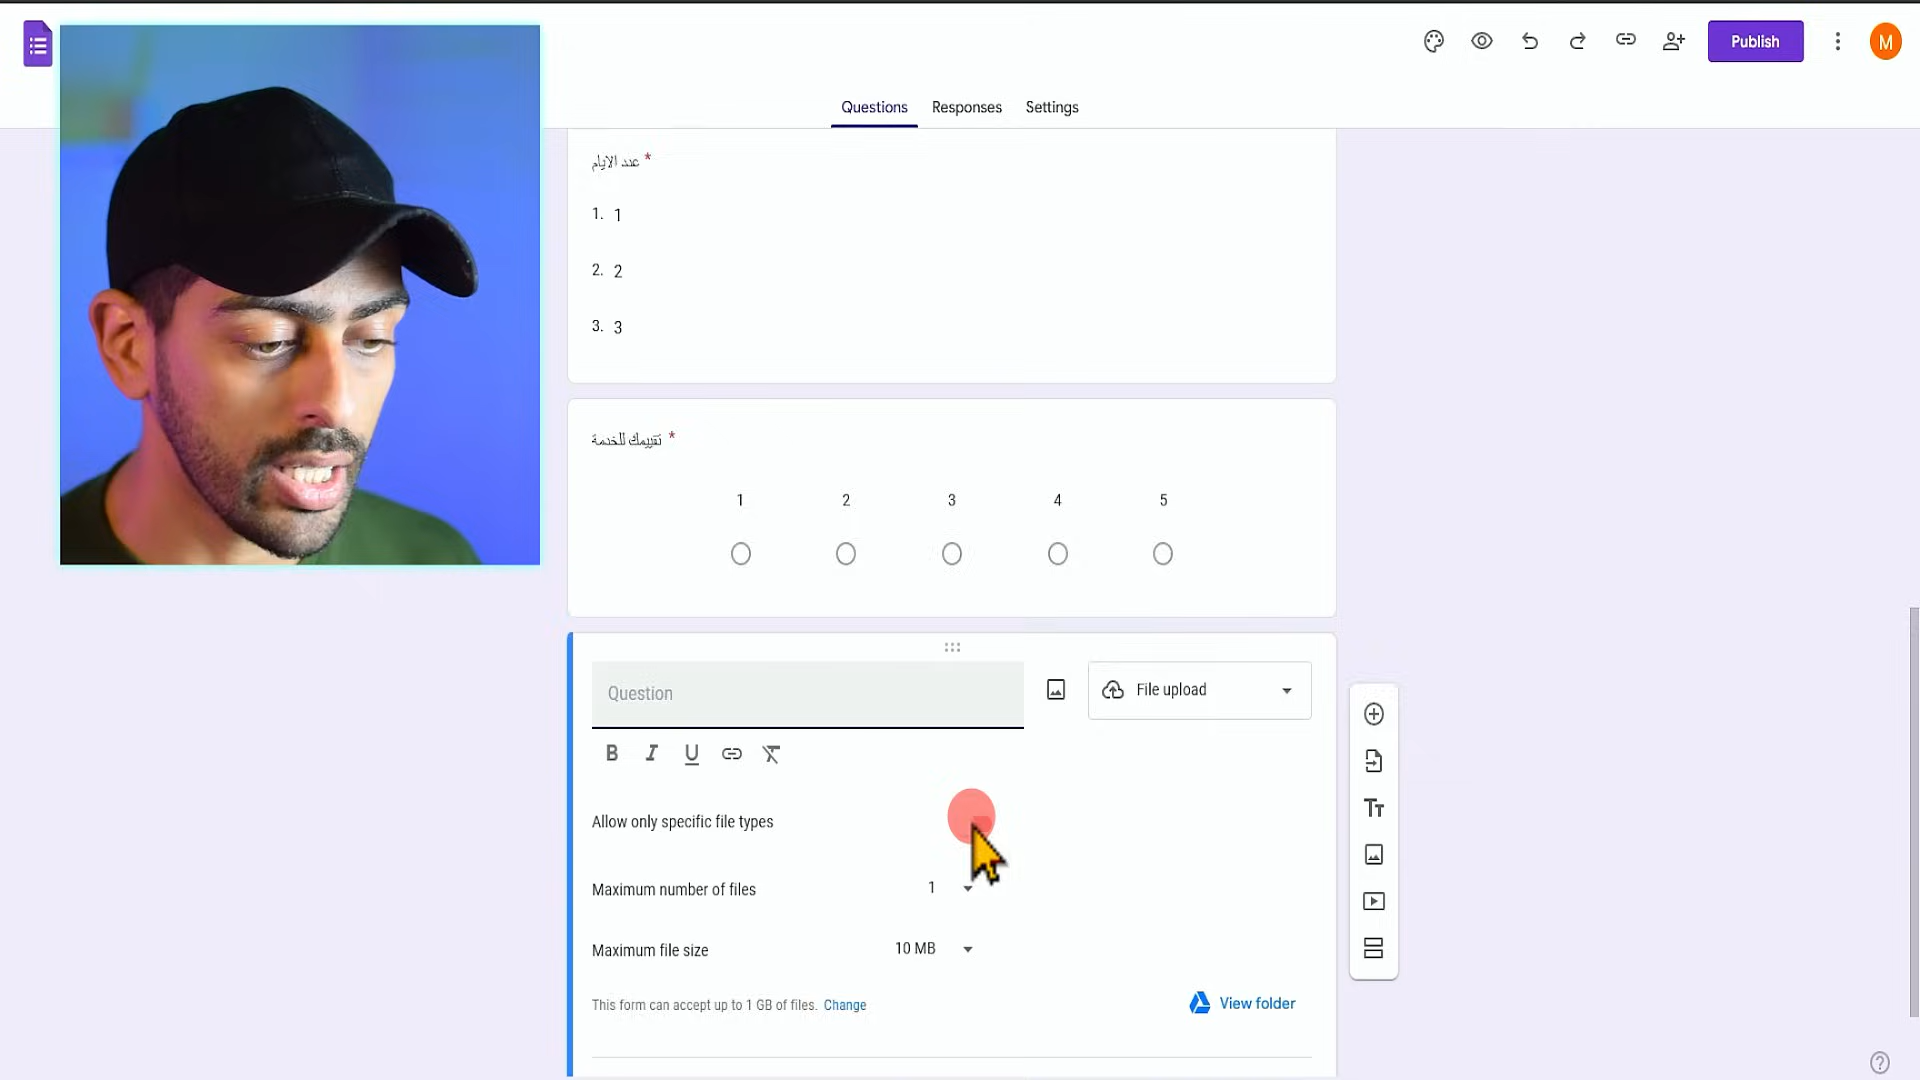 Publish
M
Questions Responses Settings
عدد الايام *
1. 1
2. 2
3. 3
تقييمك للخدمة *
1 2 3 4 5
Question
File upload
B I U
Allow only specific file types
Maximum number of files 1
Maximum file size 10 MB
This form can accept up to 1 GB of files. Change
View folder
Tт